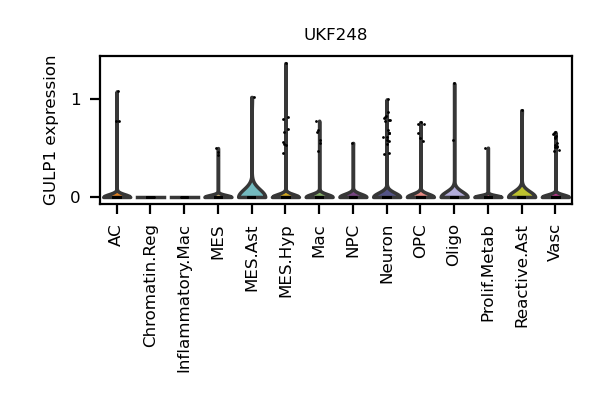 UKF248
GULP1 expression
1
0
AC
Chromatin.Reg
Inflammatory.Mac
MES
MES.Ast
MES.Hyp
Mac
NPC
Neuron
OPC
Oligo
Prolif.Metab
Reactive.Ast
Vasc